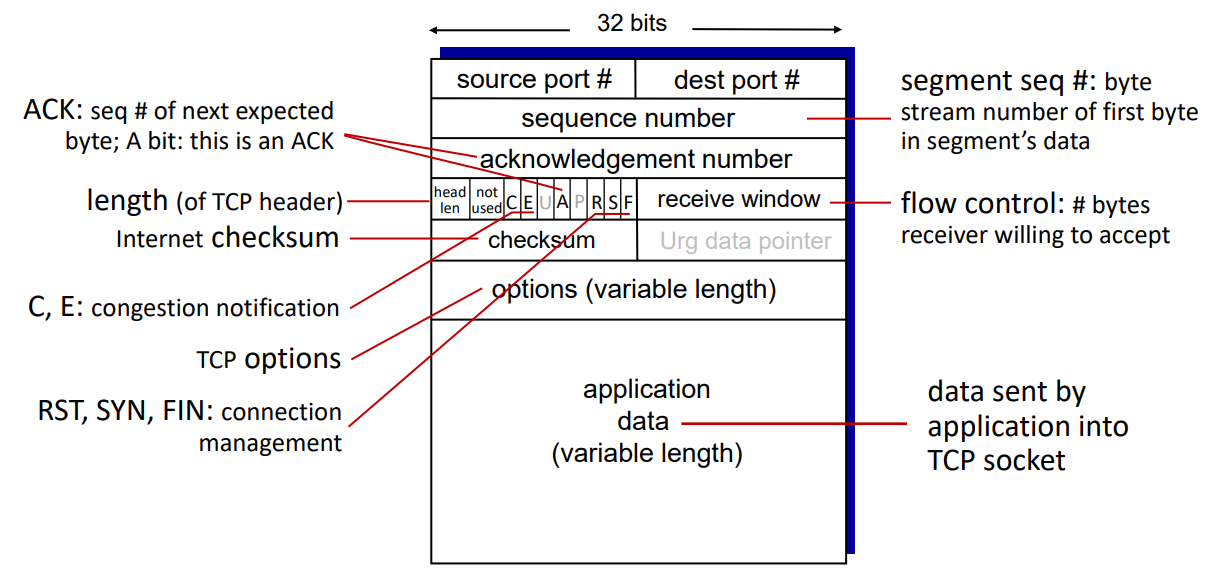 32 bits
source port #
dest port #
sequence number
acknowledgement number
head
len
not
used
C
E
U
A
P
R
S
F
receive window
checksum
Urg data pointer
options (variable length)
application
data
(variable length)
ACK: seq # of next expected
byte; A bit: this is an ACK
length (of TCP header)
Internet checksum
C, E: congestion notification
TCP options
RST, SYN, FIN: connection
management
segment seq #: byte
stream number of first byte
in segment’s data
flow control: # bytes
receiver willing to accept
data sent by
application into
TCP socket